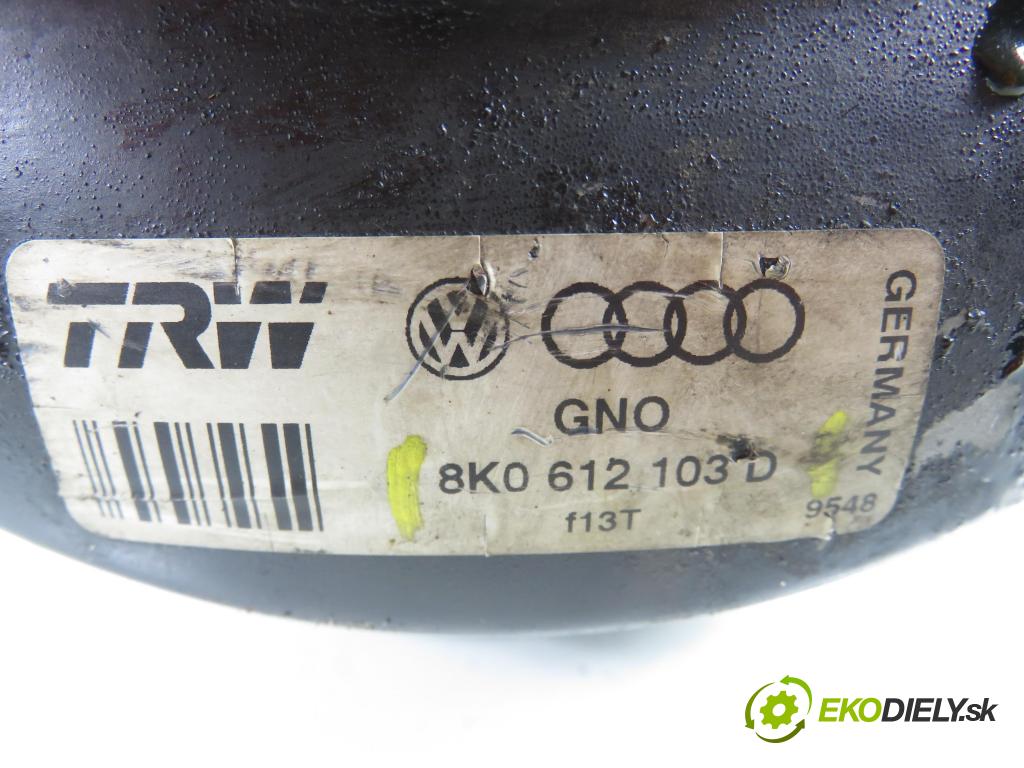 TRW
GERMANY
GNO
8K0 612 103 D
f13T
9548
EKODIELY.sk